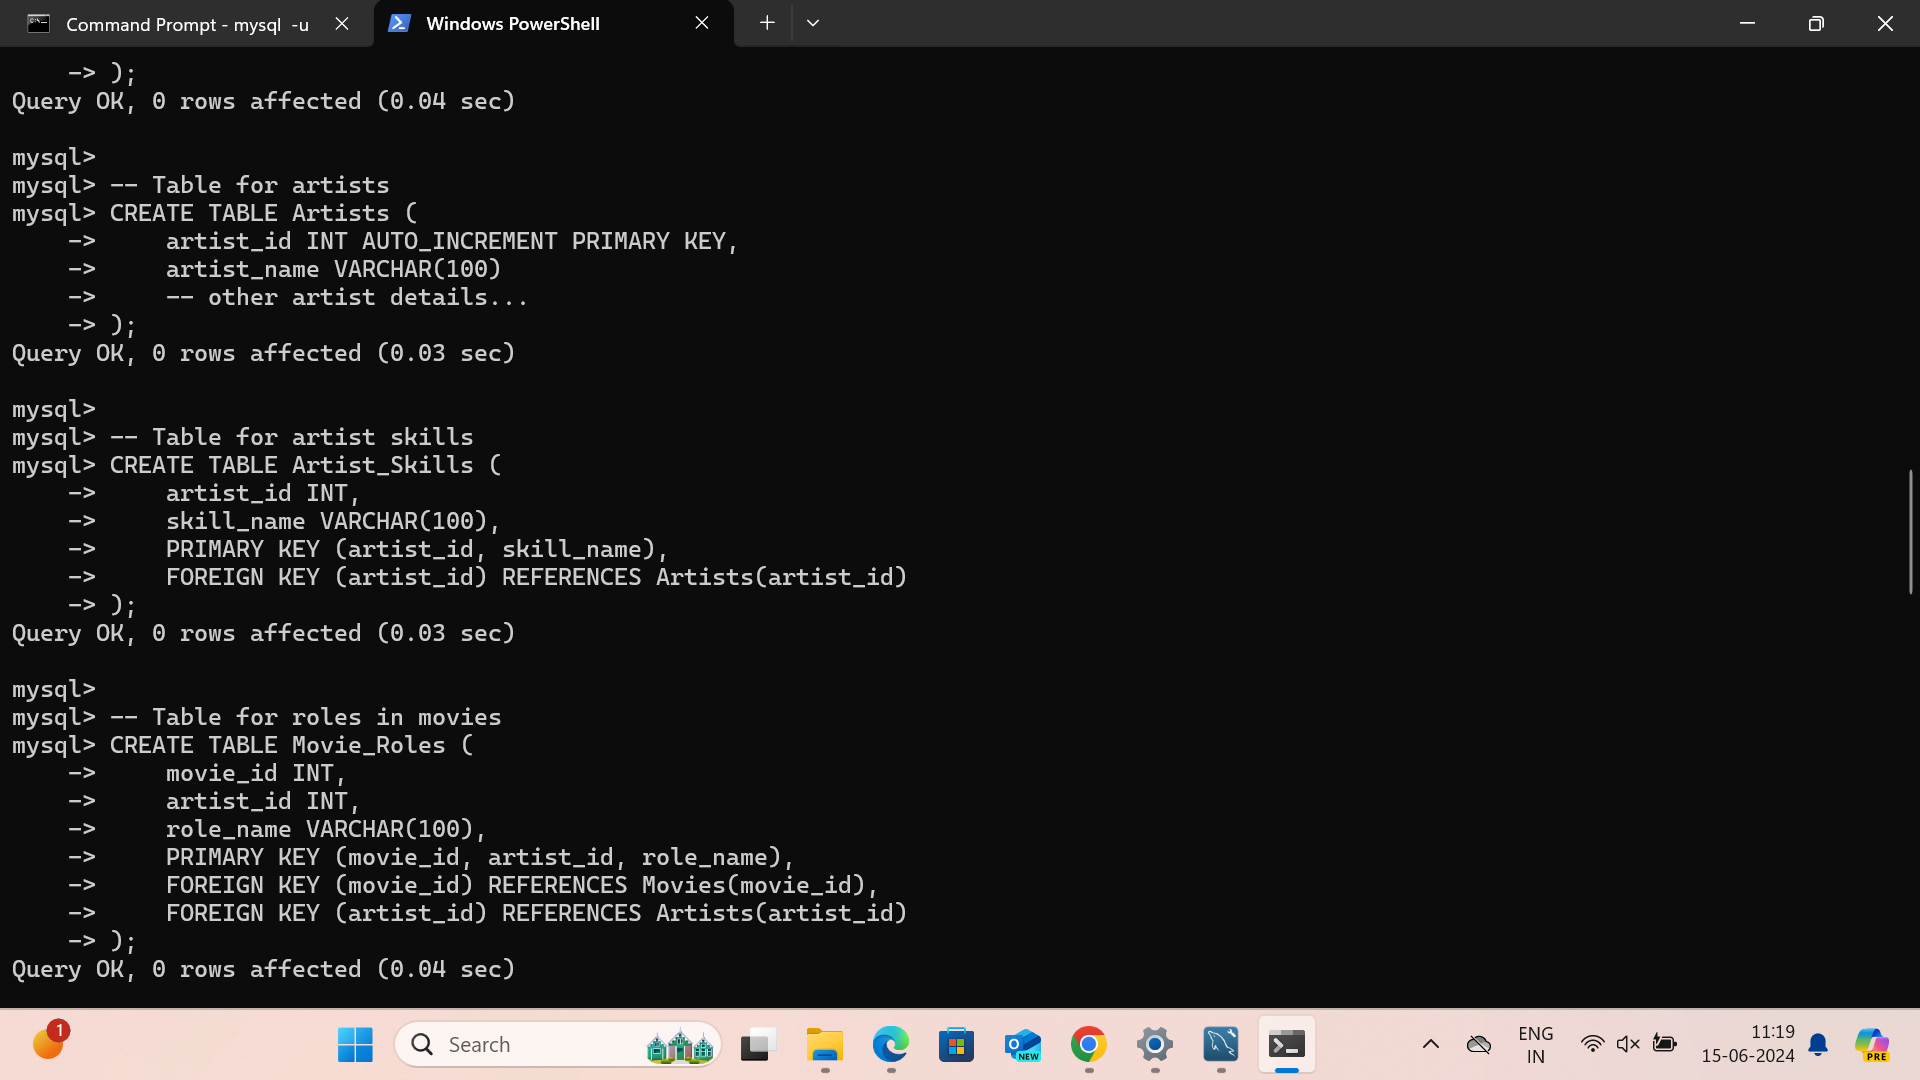 Command Prompt - mysql -u
Windows PowerShell
-> );
Query OK, 0 rows affected (0.04 sec)
mysql>
mysql> -- Table for artists
mysql> CREATE TABLE Artists (
-> artist_id INT AUTO_INCREMENT PRIMARY KEY,
-> artist_name VARCHAR(100)
-> -- other artist details...
-> );
Query OK, 0 rows affected (0.03 sec)
mysql>
mysql> -- Table for artist skills
mysql> CREATE TABLE Artist_Skills (
-> artist_id INT,
-> skill_name VARCHAR(100),
-> PRIMARY KEY (artist_id, skill_name),
-> FOREIGN KEY (artist_id) REFERENCES Artists(artist_id)
-> );
Query OK, 0 rows affected (0.03 sec)
mysql>
mysql> -- Table for roles in movies
mysql> CREATE TABLE Movie_Roles (
-> movie_id INT,
-> artist_id INT,
-> role_name VARCHAR(100),
-> PRIMARY KEY (movie_id, artist_id, role_name),
-> FOREIGN KEY (movie_id) REFERENCES Movies(movie_id),
-> FOREIGN KEY (artist_id) REFERENCES Artists(artist_id)
-> );
Query OK, 0 rows affected (0.04 sec)
1
Search
NEW
ENG
IN
11:19
15-06-2024
PRE